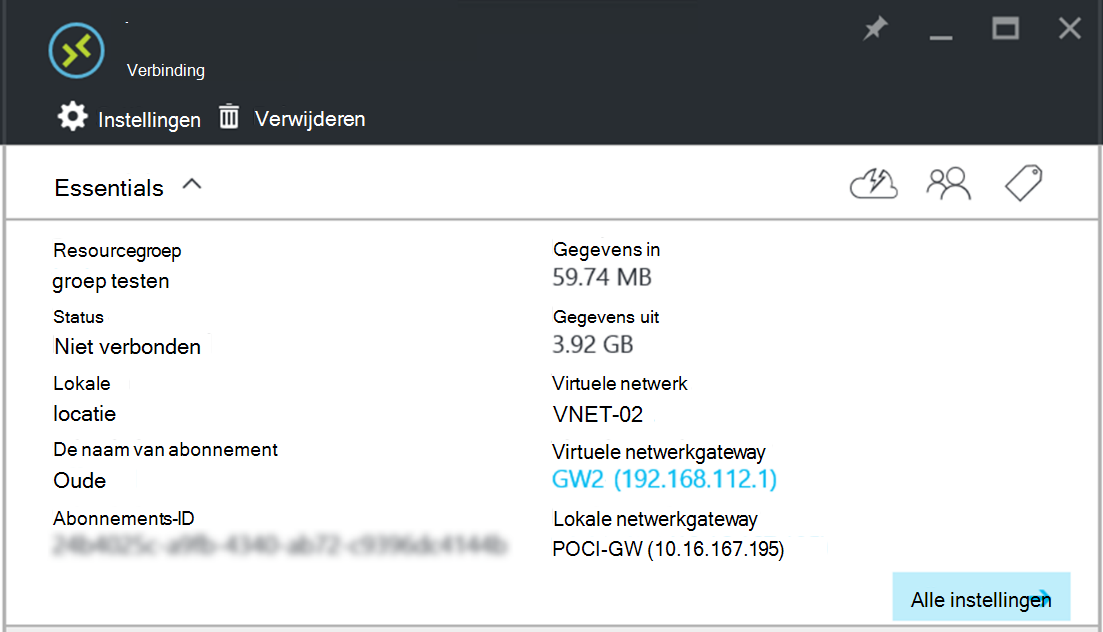 Verbinding
Instellingen Verwijderen
Essentials
Resourcegroep
groep testen
Status
Niet verbonden
Lokale
locatie
De naam van abonnement
Oude
Abonnements-ID
Gegevens in
59.74 MB
Gegevens uit
3.92 GB
Virtuele netwerk
VNET-02
Virtuele netwerkgateway
GW2 (192.168.112.1)
Lokale netwerkgateway
POCI-GW (10.16.167.195)
Alle instellingen